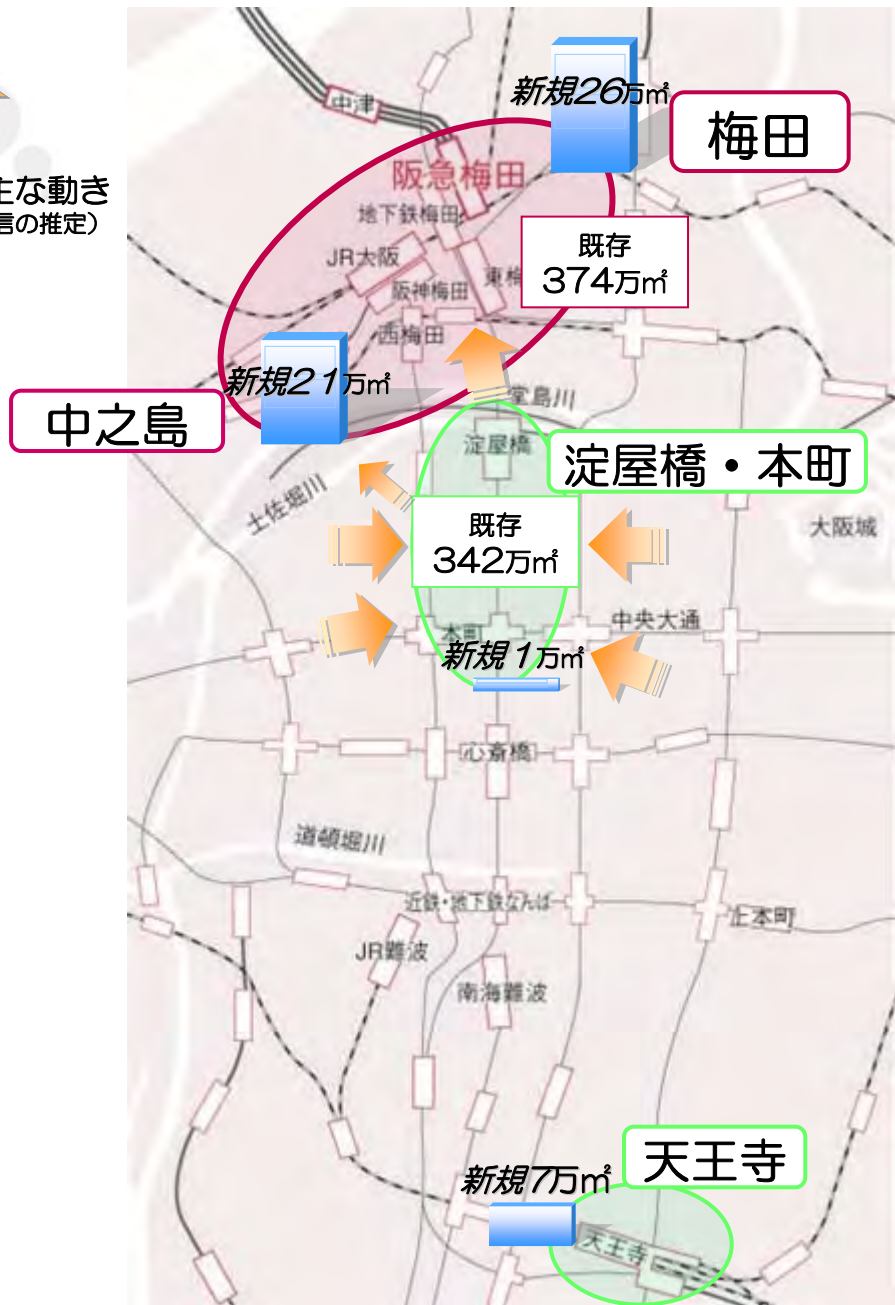 新規26万㎡
中津
梅田
阪急梅田
主な動き
信の推定）
地下鉄梅田
既存
374万㎡
JR大阪
東梅
阪神梅田
西梅田
新規21万㎡
中之島
堂島川
淀屋橋
淀屋橋・本町
土佐堀川
既存
342万㎡
大阪城
中央大通
本町
新規1万㎡
心斎橋
道頓堀川
近鉄・地下鉄なんば
上本町
JR難波
南海難波
天王寺
新規7万㎡
天王寺